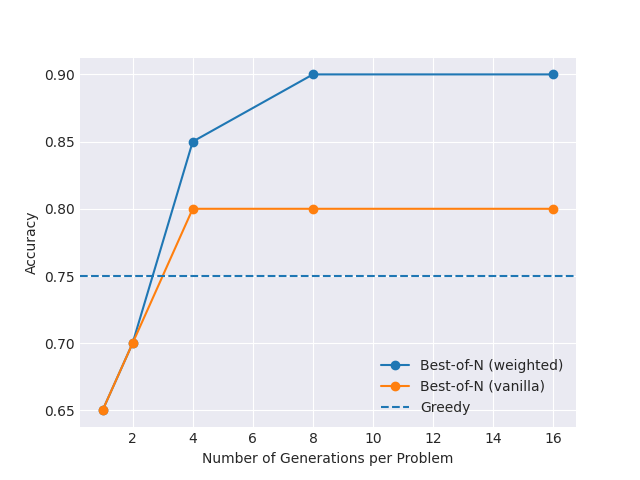 0.90
0.85
0.80
0.75
0.70
0.65
Accuracy
Best-of-N (weighted)
Best-of-N (vanilla)
Greedy
2 4 6 8 10 12 14 16
Number of Generations per Problem